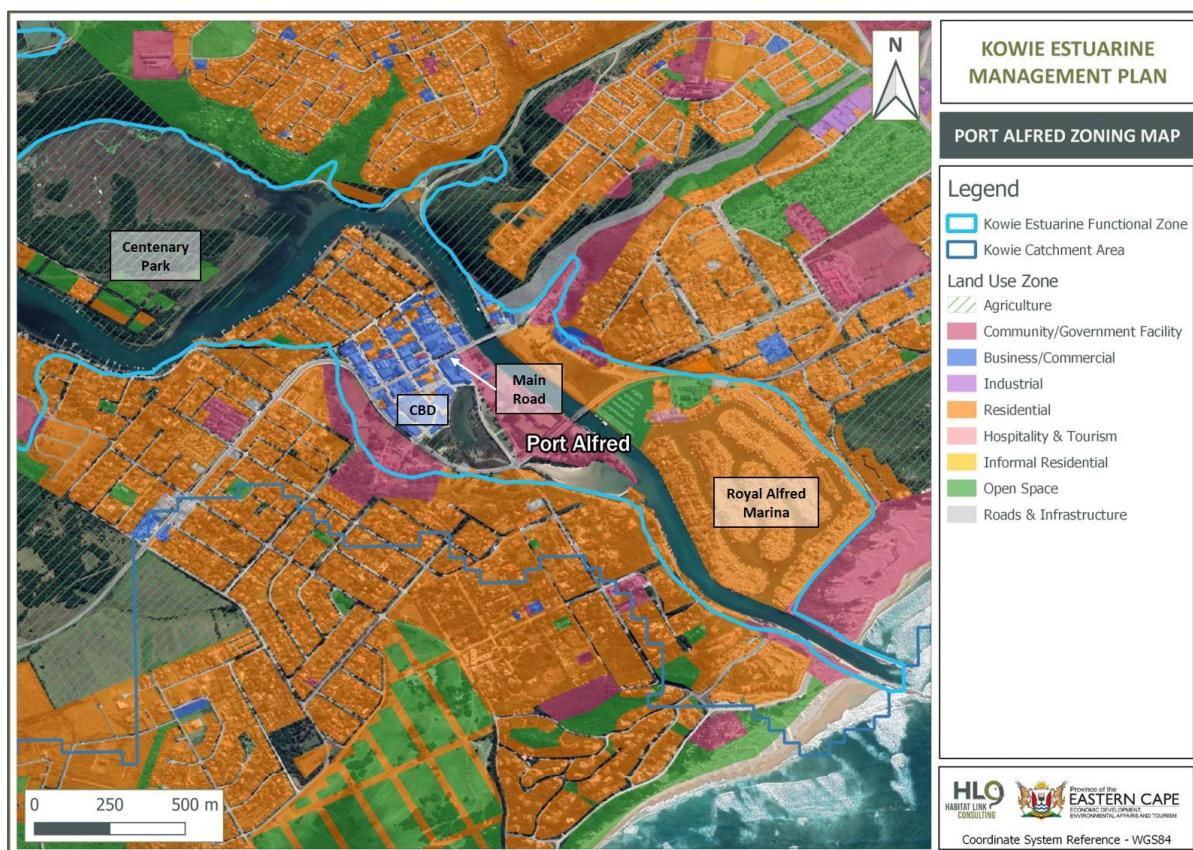 KOWIE ESTUARINE
MANAGEMENT PLAN
PORT ALFRED ZONING MAP
N
Centenary
Park
Main
Road
CBD
Port Alfred
Royal Alfred
Marina
0 250 500 m
Legend
Kowie Estuarine Functional Zone
Kowie Catchment Area
Land Use Zone
Agriculture
Community/Government Facility
Business/Commercial
Industrial
Residential
Hospitality & Tourism
Informal Residential
Open Space
Roads & Infrastructure
HLC
HABITAT LINK
CONSULTING
Province of the
EASTERN CAPE
ECONOMIC DEVELOPMENT,
ENVIRONMENTAL AFFAIRS AND TOURISM
Coordinate System Reference - WGS84